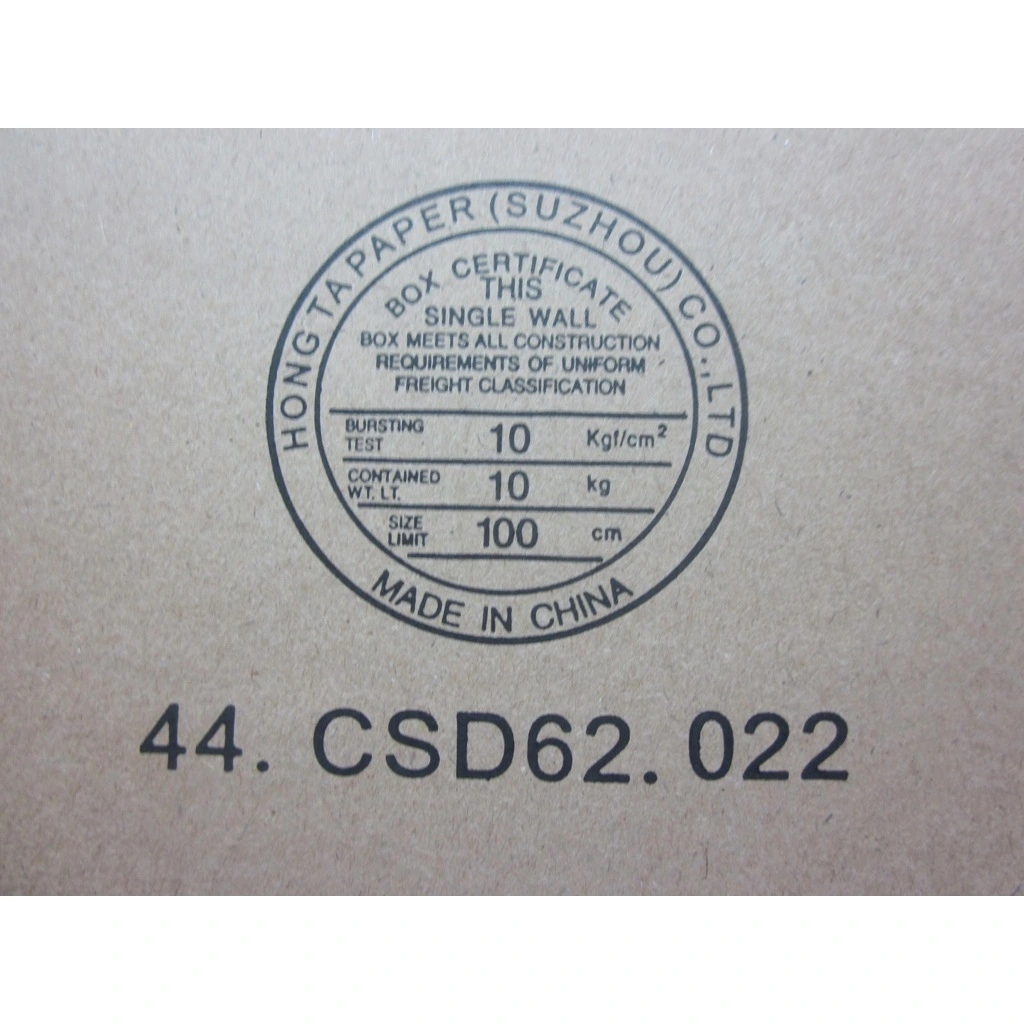 HONG TA PAPER (SUZHOU) CO.,LTD
BOX CERTIFICATE
THIS
SINGLE WALL
BOX MEETS ALL CONSTRUCTION
REQUIREMENTS OF UNIFORM
FREIGHT CLASSIFICATION
BURSTING TEST 10 Kgf/cm²
CONTAINED WT. LT. 10 kg
SIZE LIMIT 100 cm
MADE IN CHINA
44. CSD62. 022